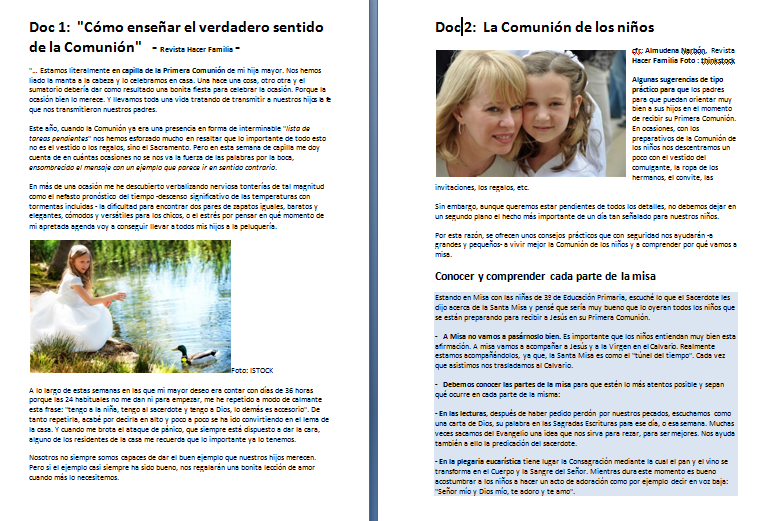 Doc 1:  "Cómo enseñar el verdadero sentido
de la Comunión"  - Revista Hacer Familia -
"... Estamos literalmente en capilla de la Primera Comunión de mi hija mayor. Nos hemos
liado la manta a la cabeza y lo celebramos en casa. Una hace una cosa, otro otra y el
sumatorio debería dar como resultado una bonita fiesta para celebrar la ocasión. Porque la
ocasión bien lo merece. Y llevamos toda una vida tratando de transmitir a nuestros hijos la fe
que nos transmitieron nuestros padres.
Este año, cuando la Comunión ya era una presencia en forma de interminable "lista de
tareas pendientes" nos hemos esforzado mucho en resaltar que lo importante de todo esto
no es el vestido o los regalos, sino el Sacramento. Pero en esta semana de capilla me doy
cuenta de en cuántas ocasiones no se nos va la fuerza de las palabras por la boca,
ensombrecido el mensaje con un ejemplo que parece ir en sentido contrario.
En más de una ocasión me he descubierto verbalizando nerviosa tonterías de tal magnitud
como el nefasto pronóstico del tiempo -descenso significativo de las temperaturas con
tormentas incluidas - la dificultad para encontrar dos pares de zapatos iguales, baratos y
elegantes, cómodos y versátiles para los chicos, o el estrés por pensar en qué momento de
mi apretada agenda voy a conseguir llevar a todos mis hijos a la peluquería.
Foto: ISTOCK
A lo largo de estas semanas en las que mi mayor deseo era contar con días de 36 horas
porque las 24 habituales no me dan ni para empezar, me he repetido a modo de calmante
esta frase: "tengo a la niña, tengo al sacerdote y tengo a Dios, lo demás es accesorio". De
tanto repetirla, acabé por decirla en alto y poco a poco se ha ido convirtiendo en el lema de
la casa. Y cuando me brota el ataque de pánico, que siempre está dispuesto a dar la cara,
alguno de los residentes de la casa me recuerda que lo importante ya lo tenemos.
Nosotros no siempre somos capaces de dar el buen ejemplo que nuestros hijos merecen.
Pero si el ejemplo casi siempre ha sido bueno, nos regalarán una bonita lección de amor
cuando más lo necesitemos.
Doc 2:  La Comunión de los niños
cfr: Almudena Narbón. Revista
Hacer Familia Foto : thinkstock
Algunas sugerencias de tipo
práctico para que los padres
para que puedan orientar muy
bien a sus hijos en el momento
de recibir su Primera Comunión.
En ocasiones, con los
preparativos de la Comunión de
los niños nos descentramos un
poco con el vestido del
comulgante, la ropa de los
hermanos, el convite, las
invitaciones, los regalos, etc.
Sin embargo, aunque queremos estar pendientes de todos los detalles, no debemos dejar en
un segundo plano el hecho más importante de un día tan señalado para nuestros niños.
Por esta razón, se ofrecen unos consejos prácticos que con seguridad nos ayudarán -a
grandes y pequeños- a vivir mejor la Comunión de los niños y a comprender por qué vamos a
misa.
Conocer y comprender cada parte de la misa
Estando en Misa con las niñas de 3º de Educación Primaria, escuché lo que el Sacerdote les
dijo acerca de la Santa Misa y pensé que sería muy bueno que lo oyeran todos los niños que
se están preparando para recibir a Jesús en su Primera Comunión.
-   A Misa no vamos a pasárnoslo bien. Es importante que los niños entiendan muy bien esta
afirmación. A misa vamos a acompañar a Jesús y a la Virgen en el Calvario. Realmente
estamos acompañándolos, ya que, la Santa Misa es como el "túnel del tiempo". Cada vez
que asistimos nos trasladamos al Calvario.
-   Debemos conocer las partes de la misa para que estén lo más atentos posible y sepan
qué ocurre en cada parte de la misma:
- En las lecturas, después de haber pedido perdón por nuestros pecados, escuchamos como
una carta de Dios, su palabra en las Sagradas Escrituras para ese día, o esa semana. Muchas
veces sacamos del Evangelio una idea que nos sirva para rezar, para ser mejores. Nos ayuda
también a ello la predicación del sacerdote.
- En la plegaria eucarística tiene lugar la Consagración mediante la cual el pan y el vino se
transforma en el Cuerpo y la Sangre del Señor. Mientras dura este momento es bueno
acostumbrar a los niños a hacer un acto de adoración como por ejemplo decir en voz baja:
"Señor mío y Dios mío, te adoro y te amo".